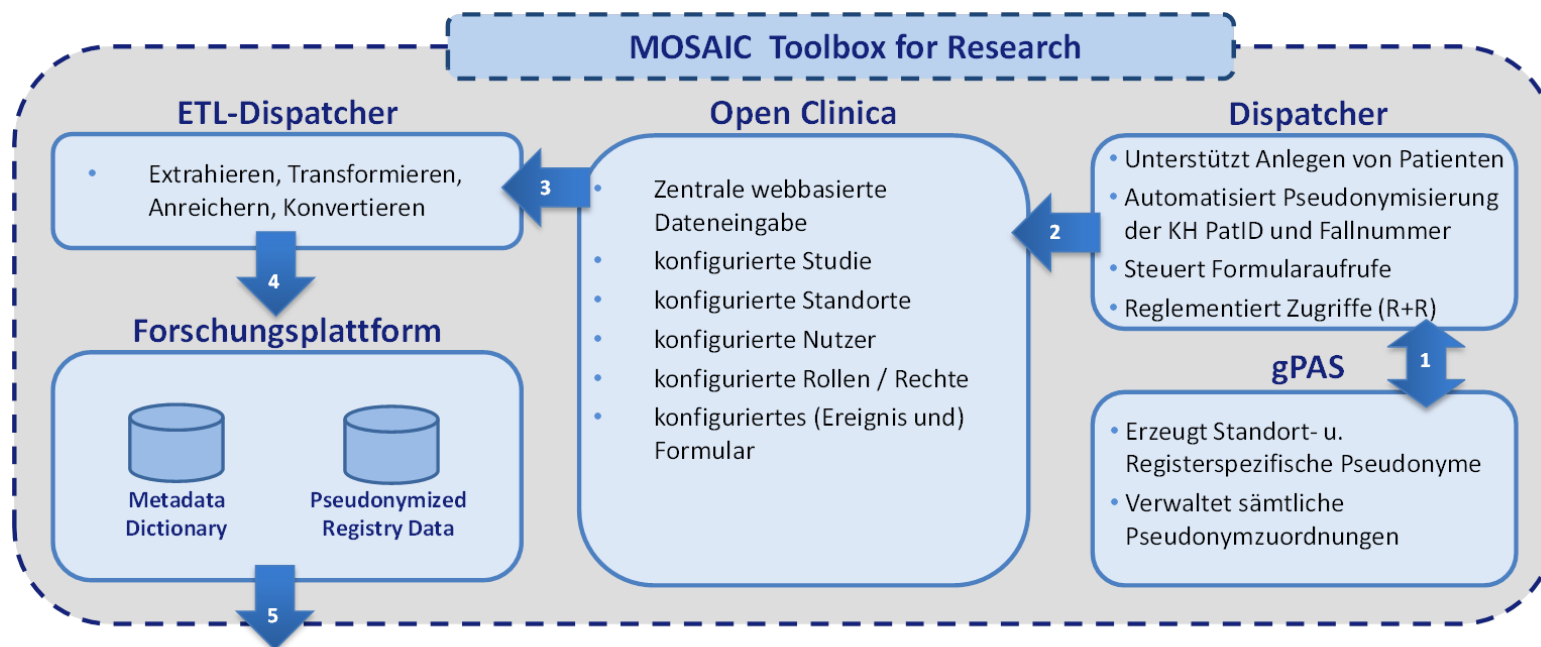 MOSAIC Toolbox for Research
ETL-Dispatcher
• Extrahieren, Transformieren,
Anreichern, Konvertieren
4
Forschungsplattform
Metadata
Dictionary
Pseudonymized
Registry Data
5
3
Open Clinica
• Zentrale webbasierte
Dateneingabe
• konfigurierte Studie
• konfigurierte Standorte
• konfigurierte Nutzer
• konfigurierte Rollen / Rechte
• konfiguriertes (Ereignis und)
Formular
2
Dispatcher
• Unterstützt Anlegen von Patienten
• Automatisiert Pseudonymisierung
der KH PatID und Fallnummer
• Steuert Formularaufrufe
• Reglementiert Zugriffe (R+R)
1
gPAS
• Erzeugt Standort- u.
Registerspezifische Pseudonyme
• Verwaltet sämtliche
Pseudonymzuordnungen